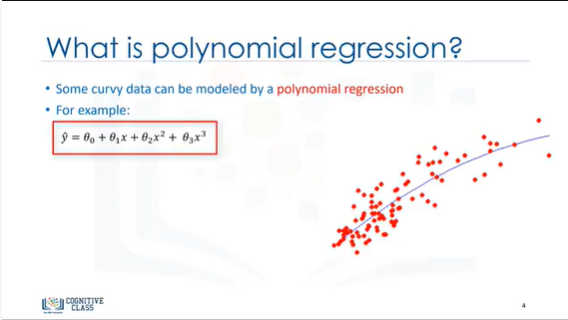 What is polynomial regression?
• Some curvy data can be modeled by a polynomial regression
• For example:
ŷ = θ₀ + θ₁x + θ₂x² + θ₃x³
COGNITIVE
CLASS
4